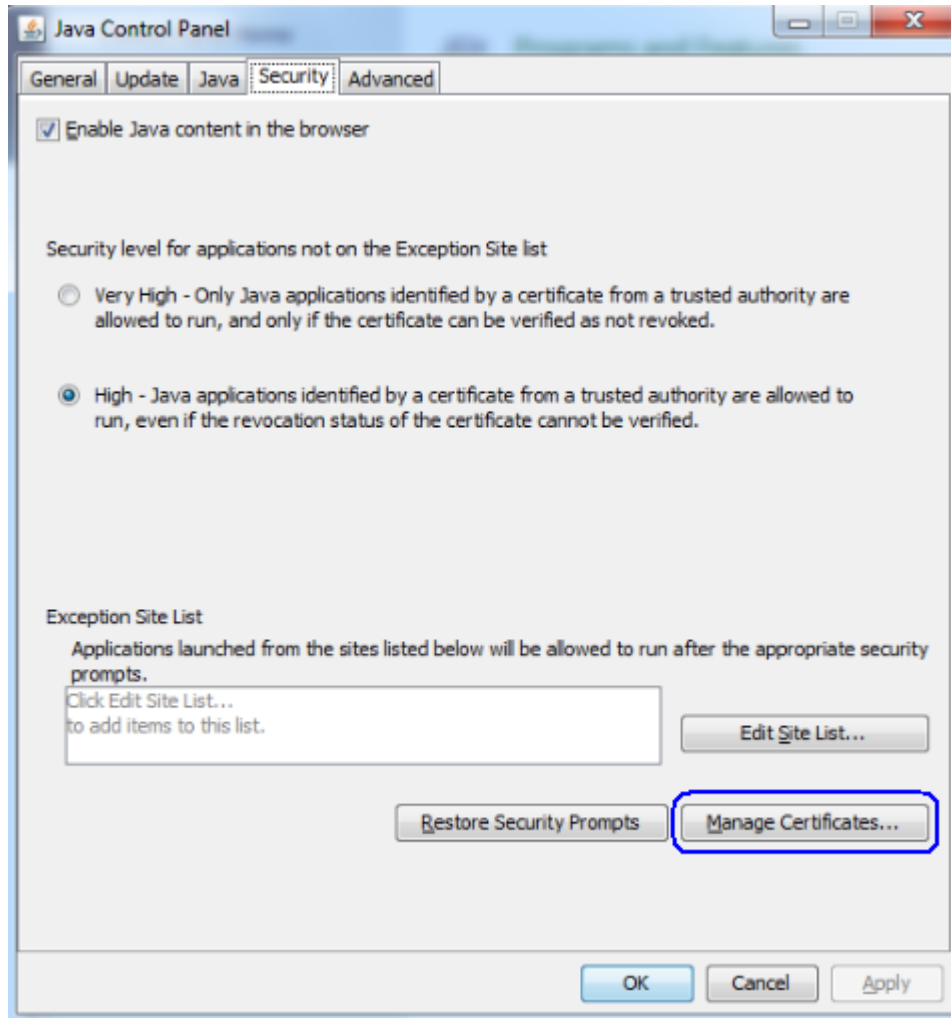 Java Control Panel
General Update Java Security Advanced
Enable Java content in the browser
Security level for applications not on the Exception Site list
Very High - Only Java applications identified by a certificate from a trusted authority are
allowed to run, and only if the certificate can be verified as not revoked.
High - Java applications identified by a certificate from a trusted authority are allowed to
run, even if the revocation status of the certificate cannot be verified.
Exception Site List
Applications launched from the sites listed below will be allowed to run after the appropriate security
prompts.
Click Edit Site List...
to add items to this list.
Edit Site List...
Restore Security Prompts Manage Certificates...
OK Cancel Apply